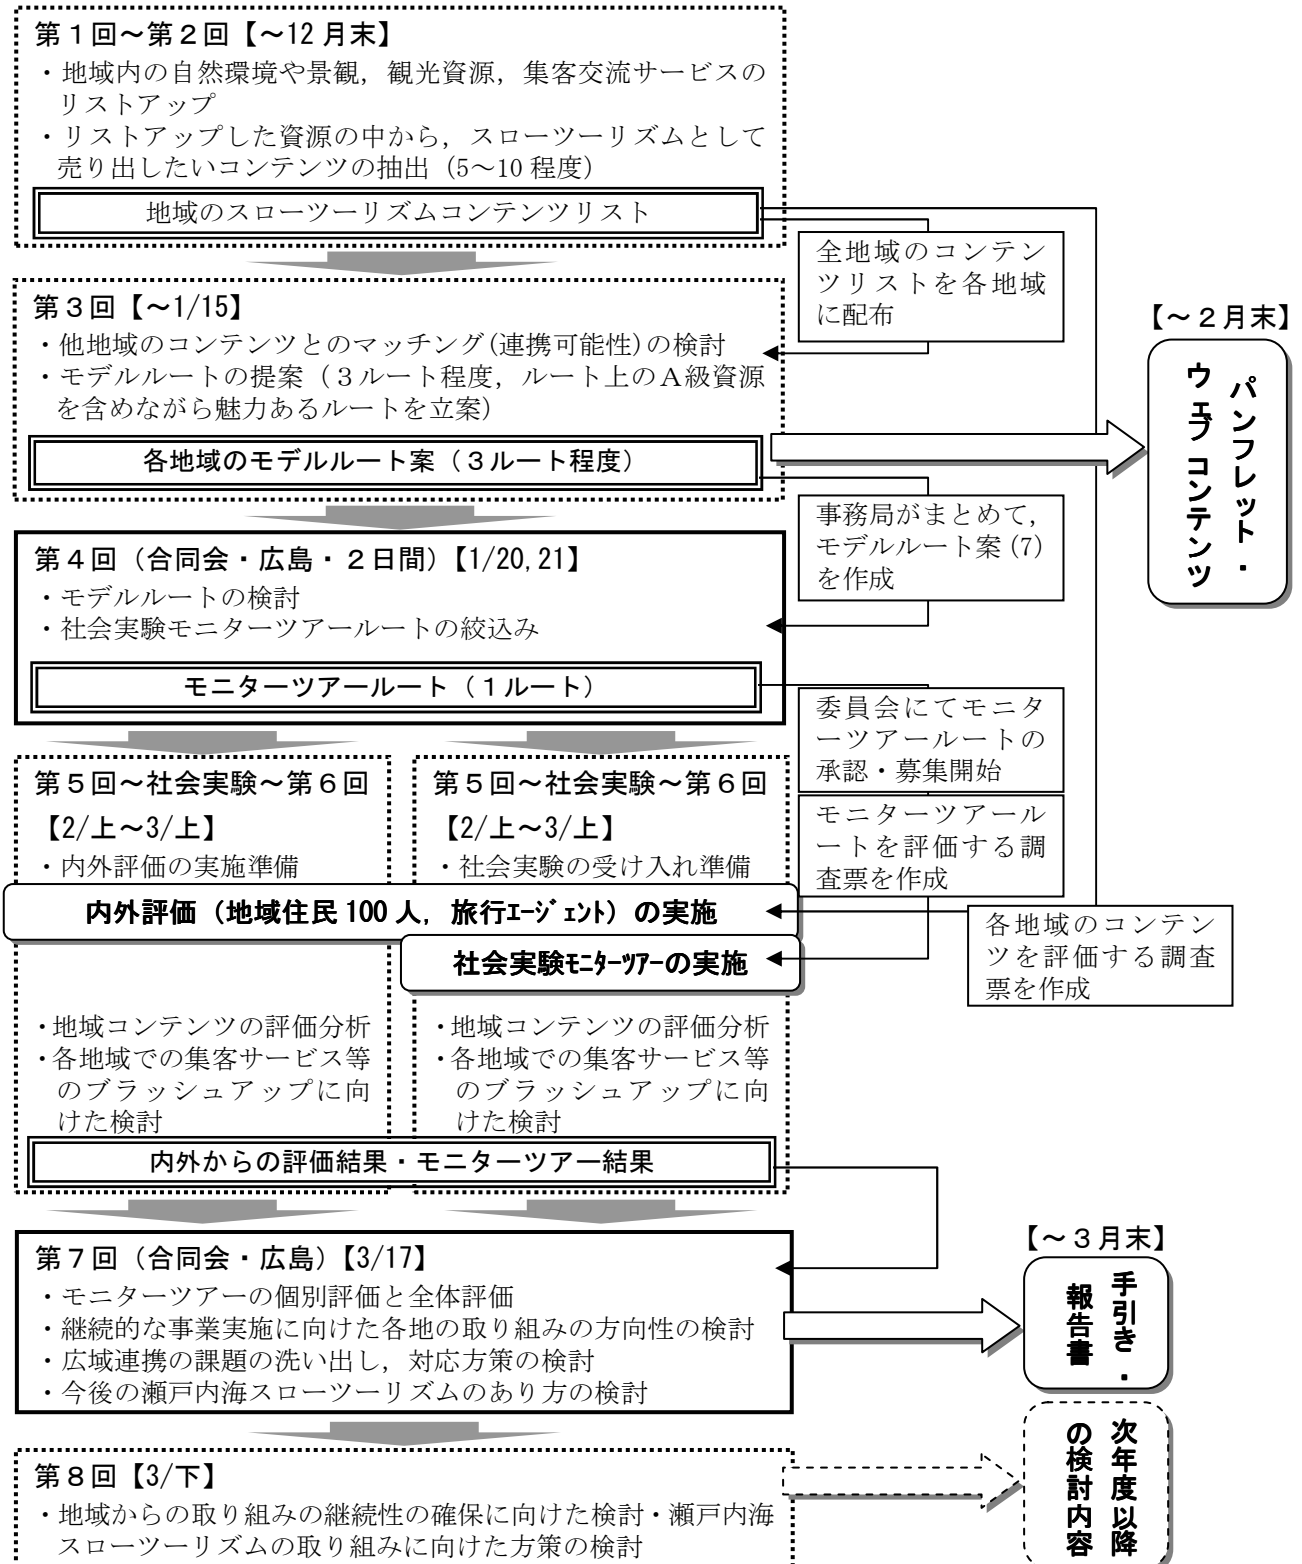 第１回～第２回【～12月末】
・地域内の自然環境や景観，観光資源，集客交流サービスの
リストアップ
・リストアップした資源の中から，スローツーリズムとして
売り出したいコンテンツの抽出（5～10程度）
地域のスローツーリズムコンテンツリスト
全地域のコンテン
ツリストを各地域
に配布
第３回【～1/15】
・他地域のコンテンツとのマッチング(連携可能性)の検討
・モデルルートの提案（３ルート程度，ルート上のＡ級資源
を含めながら魅力あるルートを立案）
各地域のモデルルート案（３ルート程度）
【～２月末】
パンフレット・
ウェブコンテンツ
事務局がまとめて，
モデルルート案(7)
を作成
第４回（合同会・広島・２日間）【1/20,21】
・モデルルートの検討
・社会実験モニターツアールートの絞込み
モニターツアールート（１ルート）
委員会にてモニタ
ーツアールートの
承認・募集開始
モニターツアール
ートを評価する調
査票を作成
第５回～社会実験～第６回
【2/上～3/上】
・内外評価の実施準備
第５回～社会実験～第６回
【2/上～3/上】
・社会実験の受け入れ準備
内外評価（地域住民100人，旅行ｴｰｼﾞｪﾝﾄ）の実施
社会実験ﾓﾆﾀｰﾂｱｰの実施
各地域のコンテン
ツを評価する調査
票を作成
・地域コンテンツの評価分析
・各地域での集客サービス等
のブラッシュアップに向
けた検討
・地域コンテンツの評価分析
・各地域での集客サービス等
のブラッシュアップに向
けた検討
内外からの評価結果・モニターツアー結果
第７回（合同会・広島）【3/17】
・モニターツアーの個別評価と全体評価
・継続的な事業実施に向けた各地の取り組みの方向性の検討
・広域連携の課題の洗い出し，対応方策の検討
・今後の瀬戸内海スローツーリズムのあり方の検討
【～３月末】
手引き・
報告書
第８回【3/下】
・地域からの取り組みの継続性の確保に向けた検討・瀬戸内海
スローツーリズムの取り組みに向けた方策の検討
次年度以降
の検討内容